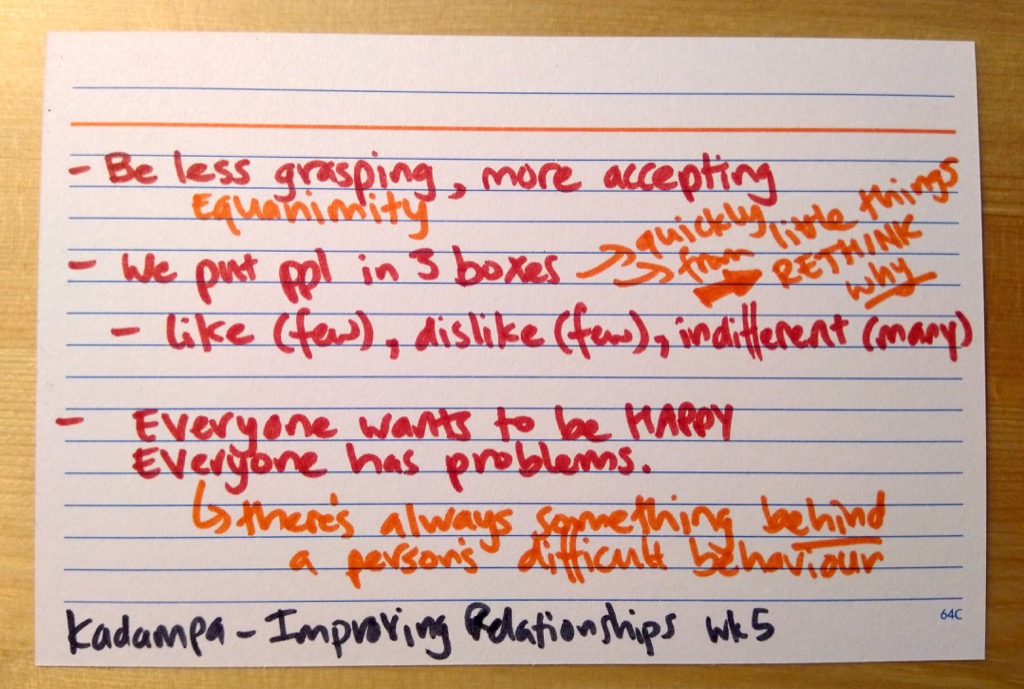 - Be less grasping, more accepting
Equanimity
- We put ppl in 3 boxes
→ quickly
→ from little things
→ RETHINK
why
- like (few), dislike (few), indifferent (many)
- Everyone wants to be HAPPY
Everyone has problems.
↳ there's always something behind
a person's difficult behaviour
64C
Kadampa - Improving Relationships wk5